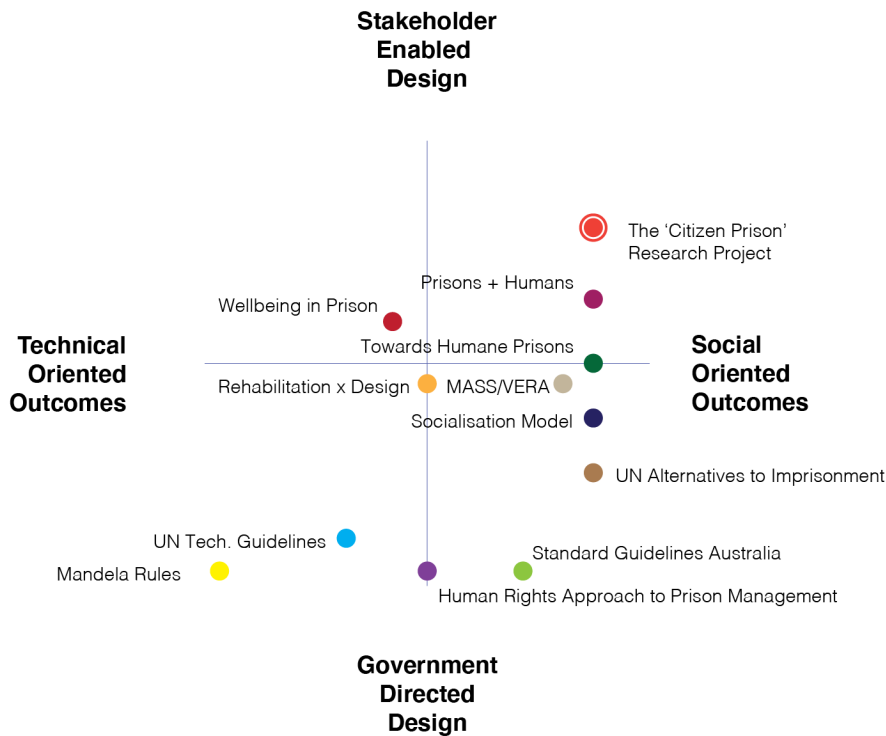 Stakeholder
Enabled
Design
The ‘Citizen Prison’
Research Project
Prisons + Humans
Wellbeing in Prison
Technical
Oriented
Outcomes
Towards Humane Prisons
Social
Oriented
Outcomes
Rehabilitation x Design
MASS/VERA
Socialisation Model
UN Alternatives to Imprisonment
UN Tech. Guidelines
Standard Guidelines Australia
Mandela Rules
Human Rights Approach to Prison Management
Government
Directed
Design